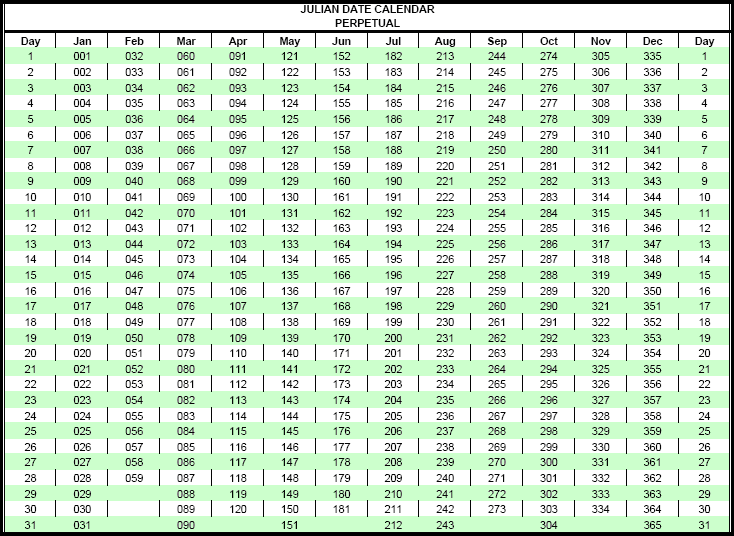 JULIAN DATE CALENDAR
PERPETUAL
Day Jan Feb Mar Apr May Jun Jul Aug Sep Oct Nov Dec Day
1 001 032 060 091 121 152 182 213 244 274 305 335 1
2 002 033 061 092 122 153 183 214 245 275 306 336 2
3 003 034 062 093 123 154 184 215 246 276 307 337 3
4 004 035 063 094 124 155 185 216 247 277 308 338 4
5 005 036 064 095 125 156 186 217 248 278 309 339 5
6 006 037 065 096 126 157 187 218 249 279 310 340 6
7 007 038 066 097 127 158 188 219 250 280 311 341 7
8 008 039 067 098 128 159 189 220 251 281 312 342 8
9 009 040 068 099 129 160 190 221 252 282 313 343 9
10 010 041 069 100 130 161 191 222 253 283 314 344 10
11 011 042 070 101 131 162 192 223 254 284 315 345 11
12 012 043 071 102 132 163 193 224 255 285 316 346 12
13 013 044 072 103 133 164 194 225 256 286 317 347 13
14 014 045 073 104 134 165 195 226 257 287 318 348 14
15 015 046 074 105 135 166 196 227 258 288 319 349 15
16 016 047 075 106 136 167 197 228 259 289 320 350 16
17 017 048 076 107 137 168 198 229 260 290 321 351 17
18 018 049 077 108 138 169 199 230 261 291 322 352 18
19 019 050 078 109 139 170 200 231 262 292 323 353 19
20 020 051 079 110 140 171 201 232 263 293 324 354 20
21 021 052 080 111 141 172 202 233 264 294 325 355 21
22 022 053 081 112 142 173 203 234 265 295 326 356 22
23 023 054 082 113 143 174 204 235 266 296 327 357 23
24 024 055 083 114 144 175 205 236 267 297 328 358 24
25 025 056 084 115 145 176 206 237 268 298 329 359 25
26 026 057 085 116 146 177 207 238 269 299 330 360 26
27 027 058 086 117 147 178 208 239 270 300 331 361 27
28 028 059 087 118 148 179 209 240 271 301 332 362 28
29 029 088 119 149 180 210 241 272 302 333 363 29
30 030 089 120 150 181 211 242 273 303 334 364 30
31 031 090 151 212 243 304 365 31